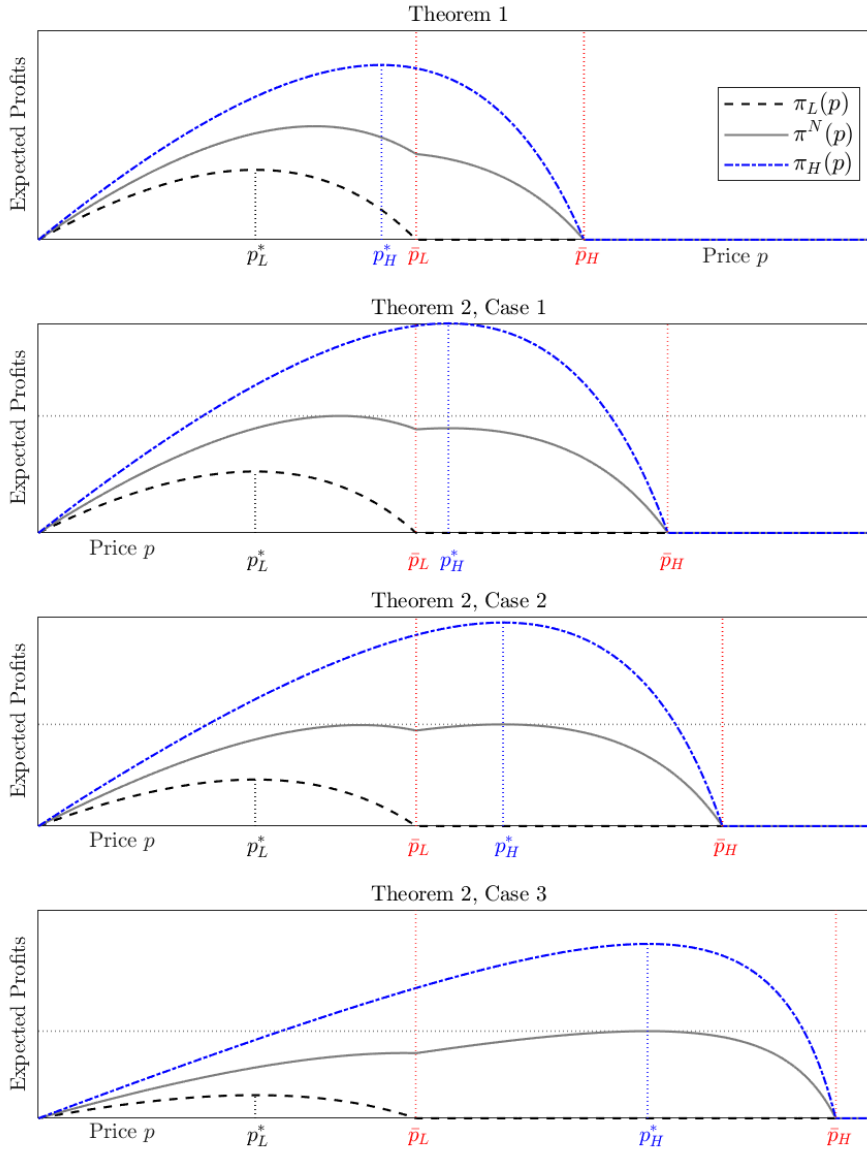 Theorem 1
Expected Profits
π_L(p)
π^N(p)
π_H(p)
p*_L p*_H p̄_L p̄_H Price p
Theorem 2, Case 1
Expected Profits
Price p p*_L p̄_L p*_H p̄_H
Theorem 2, Case 2
Expected Profits
Price p p*_L p̄_L p*_H p̄_H
Theorem 2, Case 3
Expected Profits
Price p p*_L p̄_L p*_H p̄_H